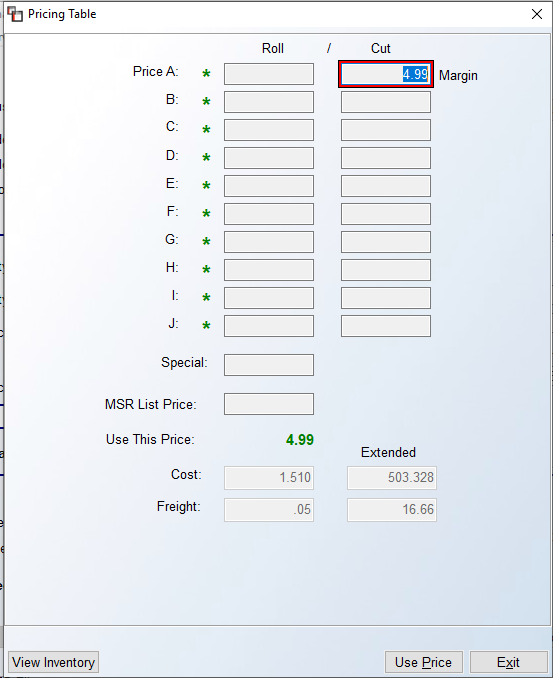 Pricing Table
Roll / Cut
Price A: * 4.99 Margin
B: *
C: *
D: *
E: *
F: *
G: *
H: *
I: *
J: *
Special:
MSR List Price:
Use This Price: 4.99
Extended
Cost: 1.510 503.328
Freight: .05 16.66
View Inventory Use Price Exit